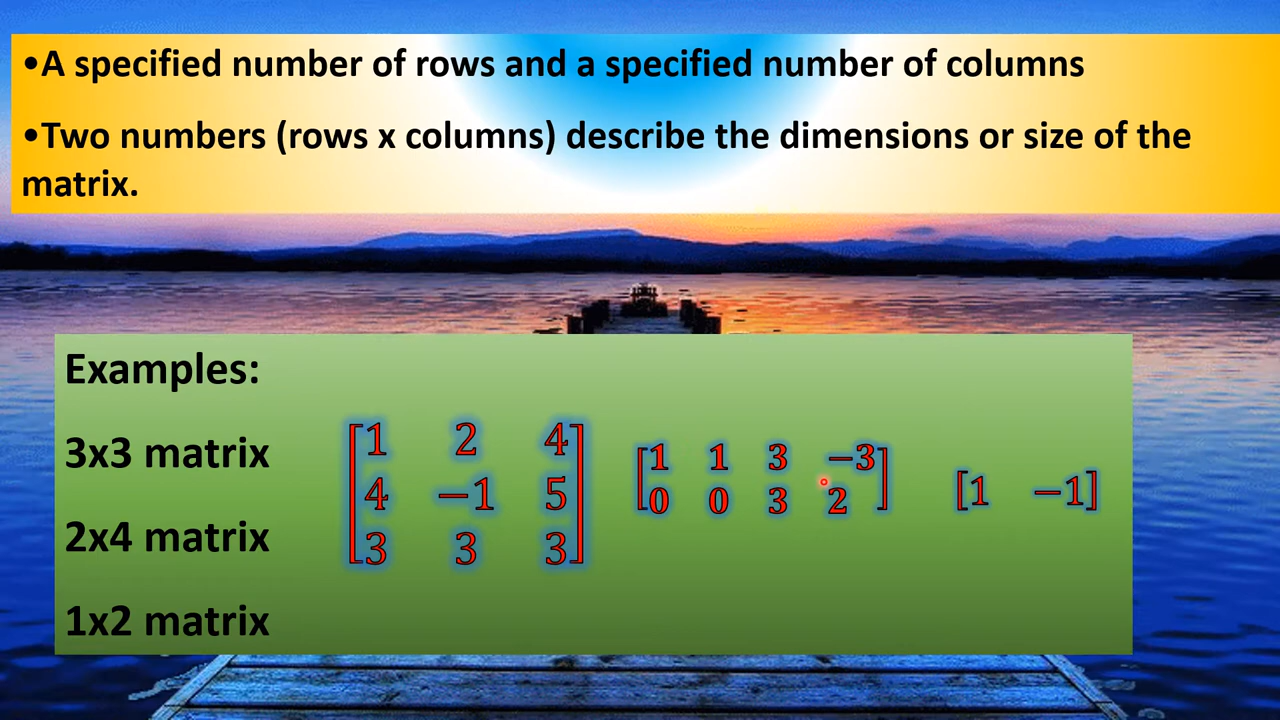 •A specified number of rows and a specified number of columns
•Two numbers (rows x columns) describe the dimensions or size of the
matrix.
Examples:
3x3 matrix
2x4 matrix
1x2 matrix
[1 2 4
4 −1 5
3 3 3]
[1 1 3 −3
0 0 3 2]
[1 −1]